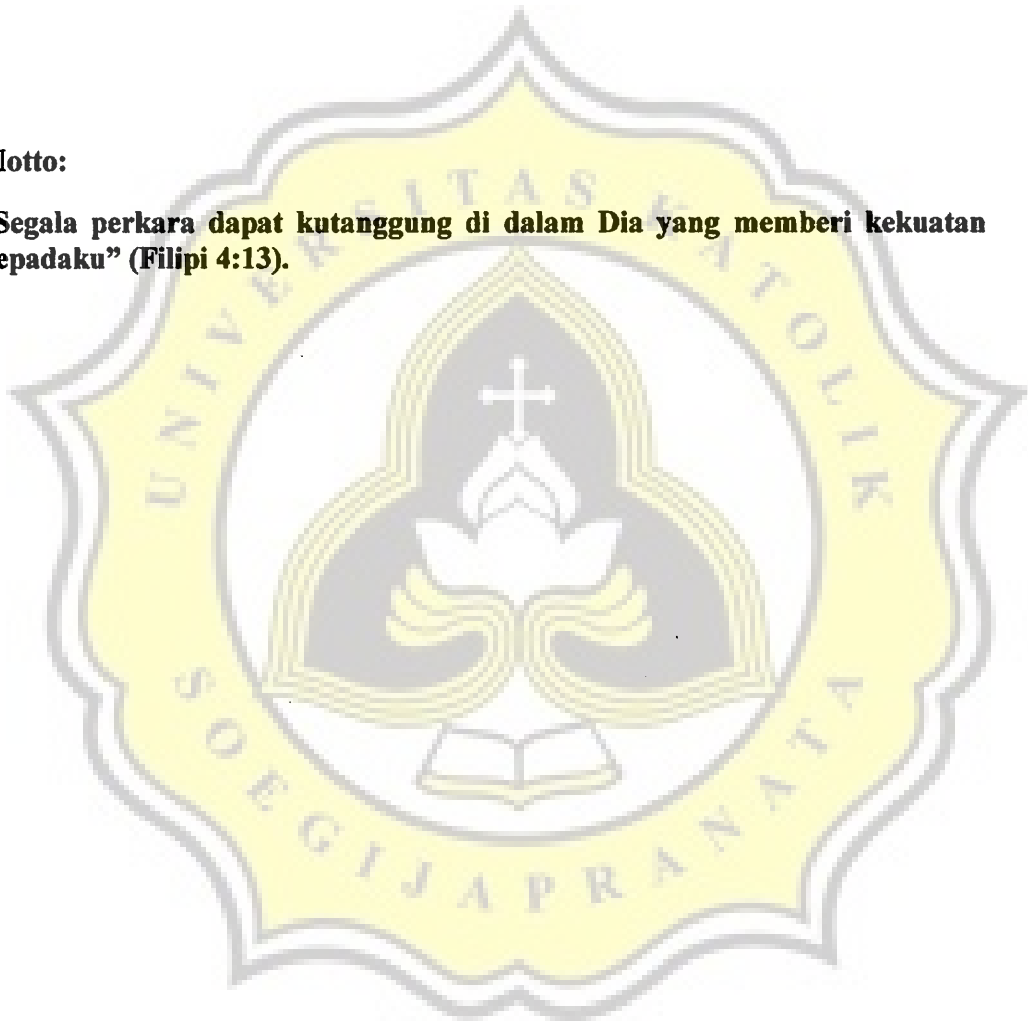 lotto:
Segala perkara dapat kutanggung di dalam Dia yang memberi kekuatan
epadaku” (Filipi 4:13).
UNIVERSITAS KATOLIK
SOEGIJAPRANATA